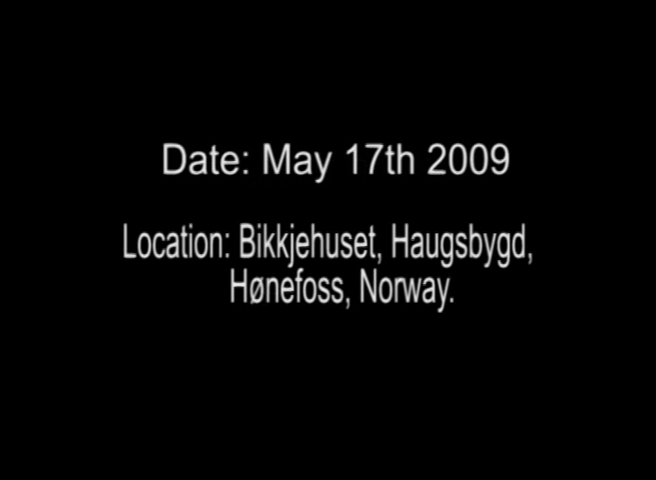 Date: May 17th 2009
Location: Bikkjehuset, Haugsbygd,
Hønefoss, Norway.